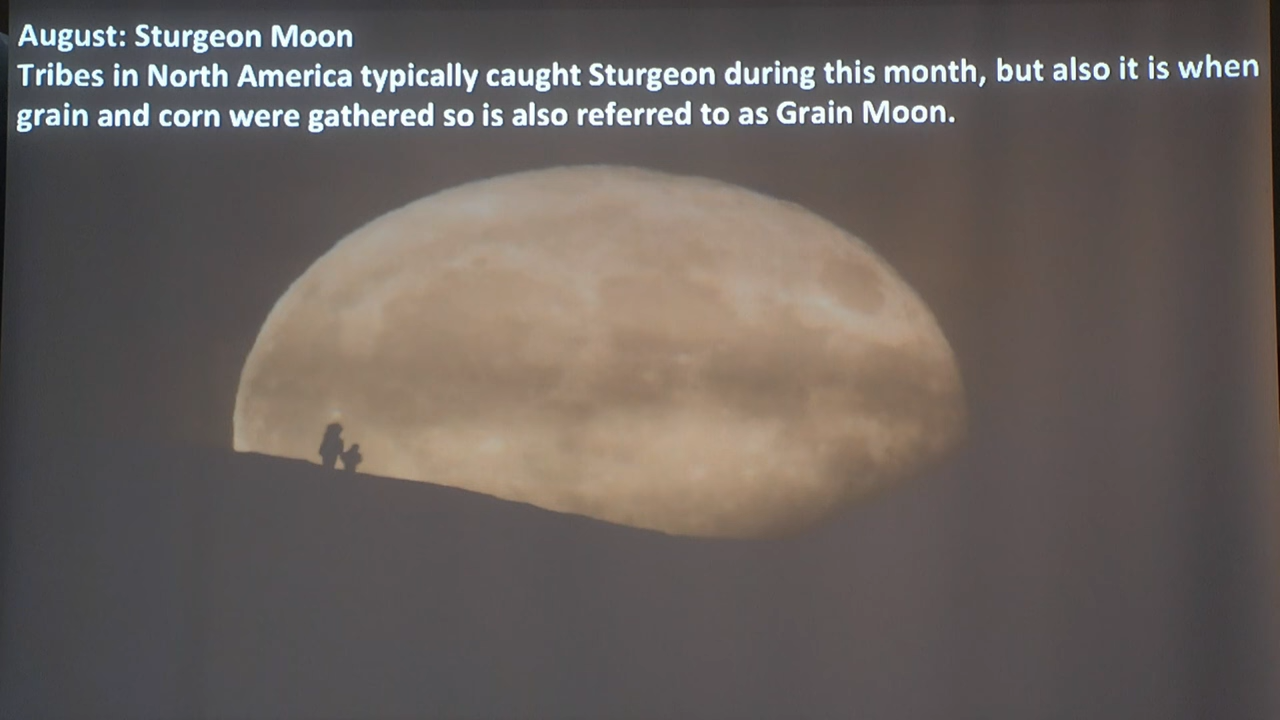 August: Sturgeon Moon
Tribes in North America typically caught Sturgeon during this month, but also it is when
grain and corn were gathered so is also referred to as Grain Moon.